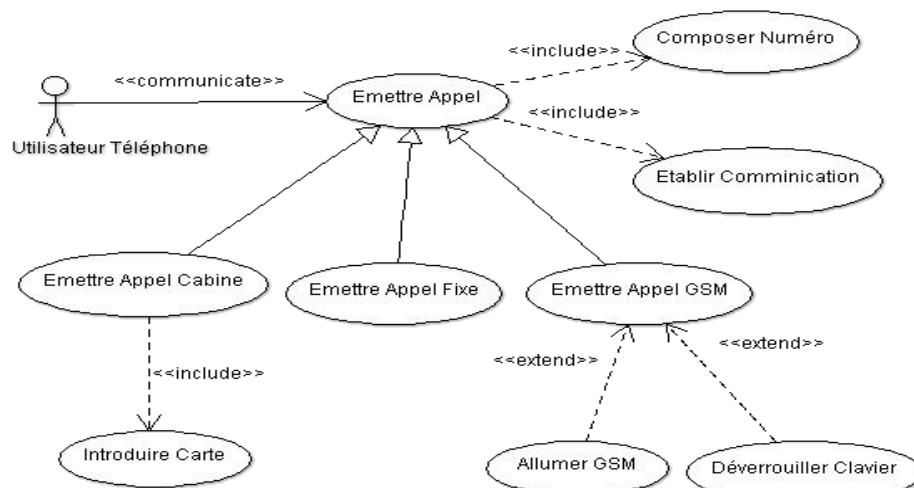 Composer Numéro
<<include>>
<<communicate>>
Emettre Appel
<<include>>
Utilisateur Téléphone
Etablir Comminication
Emettre Appel Cabine
Emettre Appel Fixe
Emettre Appel GSM
<<extend>>
<<extend>>
<<include>>
Introduire Carte
Allumer GSM
Déverrouiller Clavier